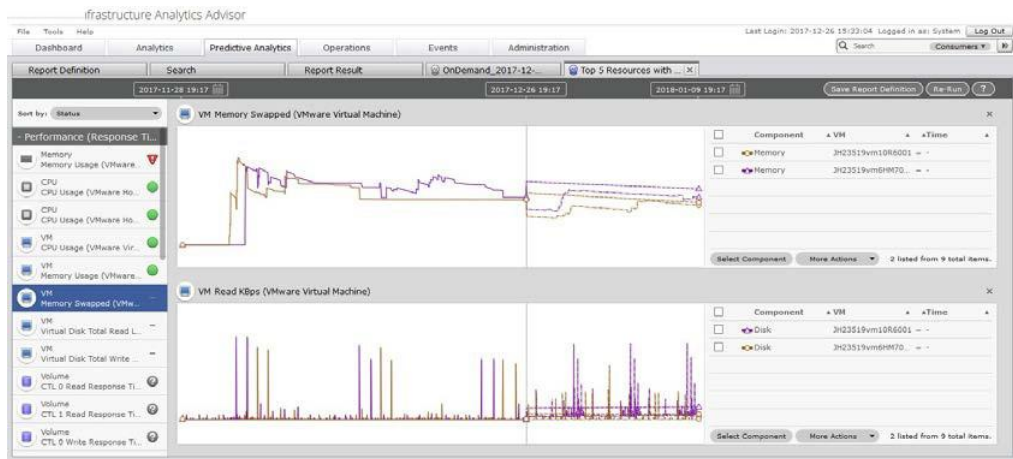 ifrastructure Analytics Advisor
File Tools Help
Last Login: 2017-12-26 15:23:04 Logged in as: System Log Out
Dashboard Analytics Predictive Analytics Operations Events Administration Search Consumers
Report Definition Search Report Result OnDemand_2017-12-... Top 5 Resources with ...
2017-11-28 19:17 2017-12-26 19:17 2018-01-09 19:17 Save Report Definition Re-Run ?
Sort by: Status
- Performance (Response Ti...
Memory
Memory Usage (VMware...
CPU
CPU Usage (VMware Ho...
CPU
CPU Usage (VMware Ho...
VM
CPU Usage (VMware Vir...
VM
Memory Usage (VMware...
VM
Memory Swapped (VMw...
VM
Virtual Disk Total Read L...
VM
Virtual Disk Total Write ...
Volume
CTL 0 Read Response Ti...
Volume
CTL 1 Read Response Ti...
Volume
CTL 0 Write Response Ti...
VM Memory Swapped (VMware Virtual Machine)
Component VM Time
Memory JH23519vm10R6001 - -
Memory JH23519vm6HM70... - -
Select Component More Actions 2 listed from 9 total items.
VM Read KBps (VMware Virtual Machine)
Component VM Time
Disk JH23519vm10R6001 - -
Disk JH23519vm6HM70... - -
Select Component More Actions 2 listed from 9 total items.